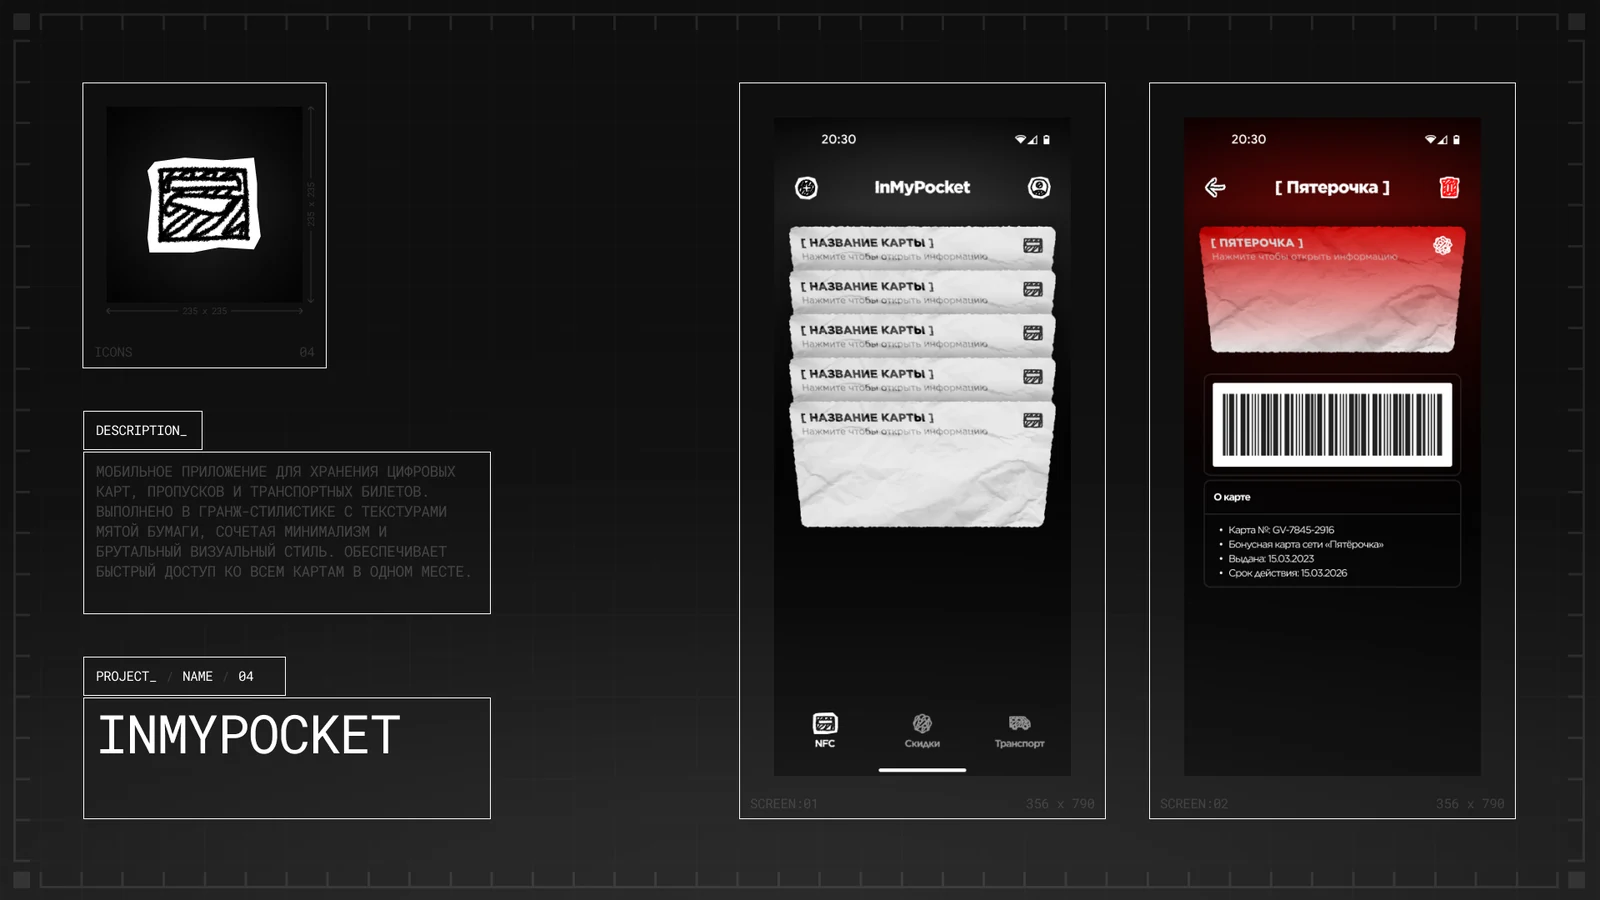 235 x 235
235 x 235
ICONS 04
DESCRIPTION_
МОБИЛЬНОЕ ПРИЛОЖЕНИЕ ДЛЯ ХРАНЕНИЯ ЦИФРОВЫХ
КАРТ, ПРОПУСКОВ И ТРАНСПОРТНЫХ БИЛЕТОВ.
ВЫПОЛНЕНО В ГРАНЖ-СТИЛИСТИКЕ С ТЕКСТУРАМИ
МЯТОЙ БУМАГИ, СОЧЕТАЯ МИНИМАЛИЗМ И
БРУТАЛЬНЫЙ ВИЗУАЛЬНЫЙ СТИЛЬ. ОБЕСПЕЧИВАЕТ
БЫСТРЫЙ ДОСТУП КО ВСЕМ КАРТАМ В ОДНОМ МЕСТЕ.
PROJECT_ / NAME / 04
INMYPOCKET
20:30
InMyPocket
[ НАЗВАНИЕ КАРТЫ ]
Нажмите чтобы открыть информацию
[ НАЗВАНИЕ КАРТЫ ]
Нажмите чтобы открыть информацию
[ НАЗВАНИЕ КАРТЫ ]
Нажмите чтобы открыть информацию
[ НАЗВАНИЕ КАРТЫ ]
Нажмите чтобы открыть информацию
[ НАЗВАНИЕ КАРТЫ ]
Нажмите чтобы открыть информацию
NFC Скидки Транспорт
SCREEN:01 356 x 790
20:30
[ Пятерочка ]
[ ПЯТЕРОЧКА ]
Нажмите чтобы открыть информацию
О карте
• Карта №: GV-7845-2916
• Бонусная карта сети «Пятёрочка»
• Выдана: 15.03.2023
• Срок действия: 15.03.2026
SCREEN:02 356 x 790